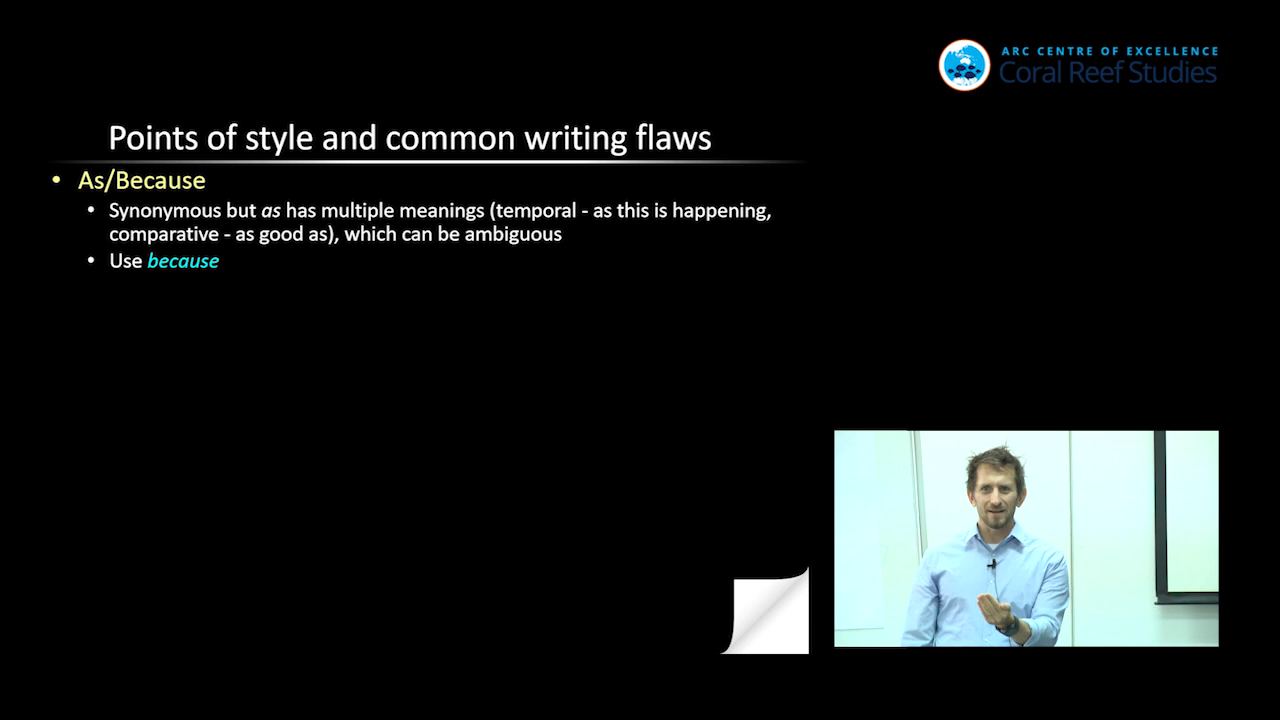 ARC CENTRE OF EXCELLENCE
Coral Reef Studies
Points of style and common writing flaws
• As/Because
• Synonymous but as has multiple meanings (temporal - as this is happening,
comparative - as good as), which can be ambiguous
• Use because